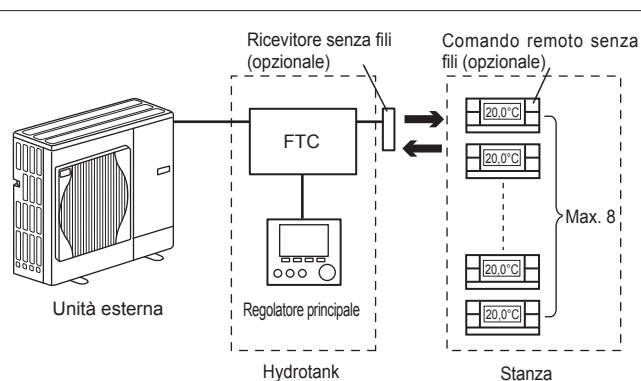 Ricevitore senza fili
(opzionale)
Comando remoto senza
fili (opzionale)
FTC
20,0°C
20,0°C
Max. 8
20,0°C
20,0°C
Unità esterna
Regolatore principale
Hydrotank
Stanza